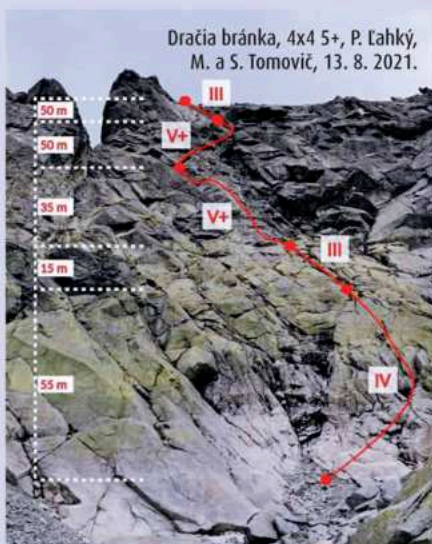 Dračia bránka, 4x4 5+, P. Ľahký,
M. a S. Tomovič, 13. 8. 2021.
III
50 m
V+
50 m
V+
35 m
III
15 m
IV
55 m